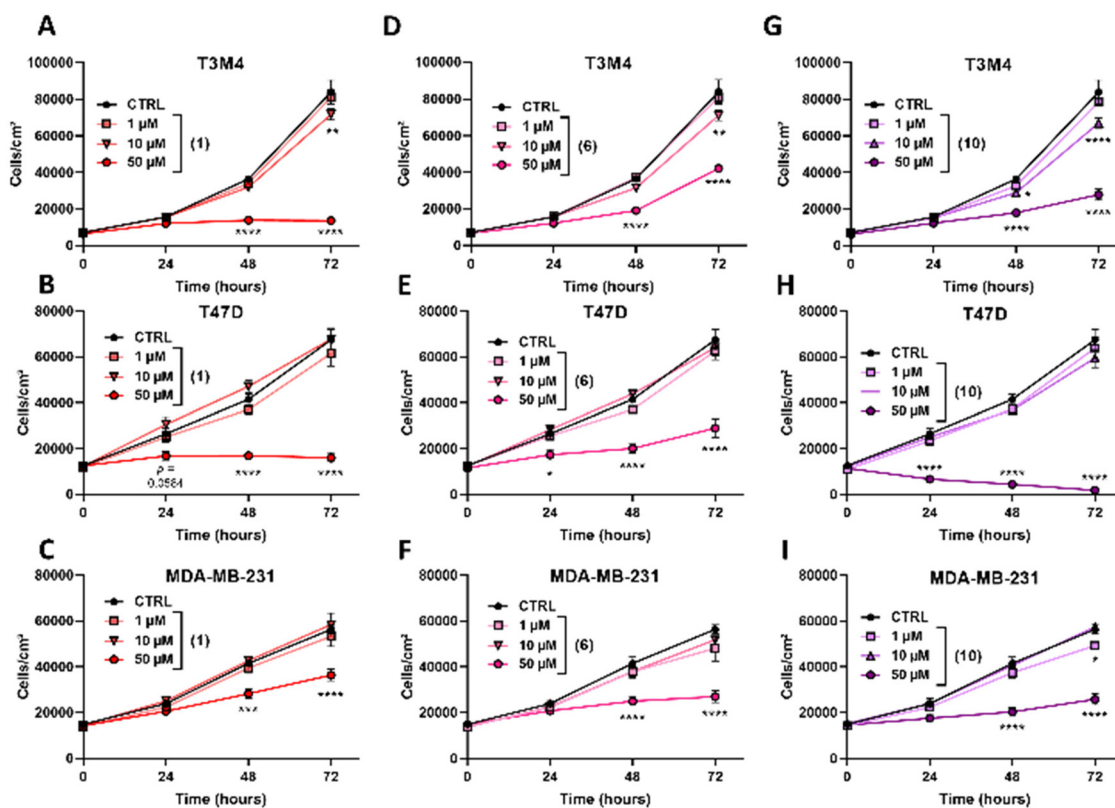 A
T3M4
CTRL
1 µM
10 µM
50 µM
(1)
**
****
****
Cells/cm²
100000
80000
60000
40000
20000
0
0 24 48 72
Time (hours)
D
T3M4
CTRL
1 µM
10 µM
50 µM
(6)
**
****
****
Cells/cm²
100000
80000
60000
40000
20000
0
0 24 48 72
Time (hours)
G
T3M4
CTRL
1 µM
10 µM
50 µM
(10)
****
*
****
****
Cells/cm²
100000
80000
60000
40000
20000
0
0 24 48 72
Time (hours)
B
T47D
CTRL
1 µM
10 µM
50 µM
(1)
p =
0.0584
****
****
Cells/cm²
80000
60000
40000
20000
0
0 24 48 72
Time (hours)
E
T47D
CTRL
1 µM
10 µM
50 µM
(6)
*
****
****
Cells/cm²
80000
60000
40000
20000
0
0 24 48 72
Time (hours)
H
T47D
CTRL
1 µM
10 µM
50 µM
(10)
****
****
****
Cells/cm²
80000
60000
40000
20000
0
0 24 48 72
Time (hours)
C
MDA-MB-231
CTRL
1 µM
10 µM
50 µM
(1)
***
****
Cells/cm²
80000
60000
40000
20000
0
0 24 48 72
Time (hours)
F
MDA-MB-231
CTRL
1 µM
10 µM
50 µM
(6)
****
****
Cells/cm²
80000
60000
40000
20000
0
0 24 48 72
Time (hours)
I
MDA-MB-231
CTRL
1 µM
10 µM
50 µM
(10)
*
****
****
Cells/cm²
80000
60000
40000
20000
0
0 24 48 72
Time (hours)